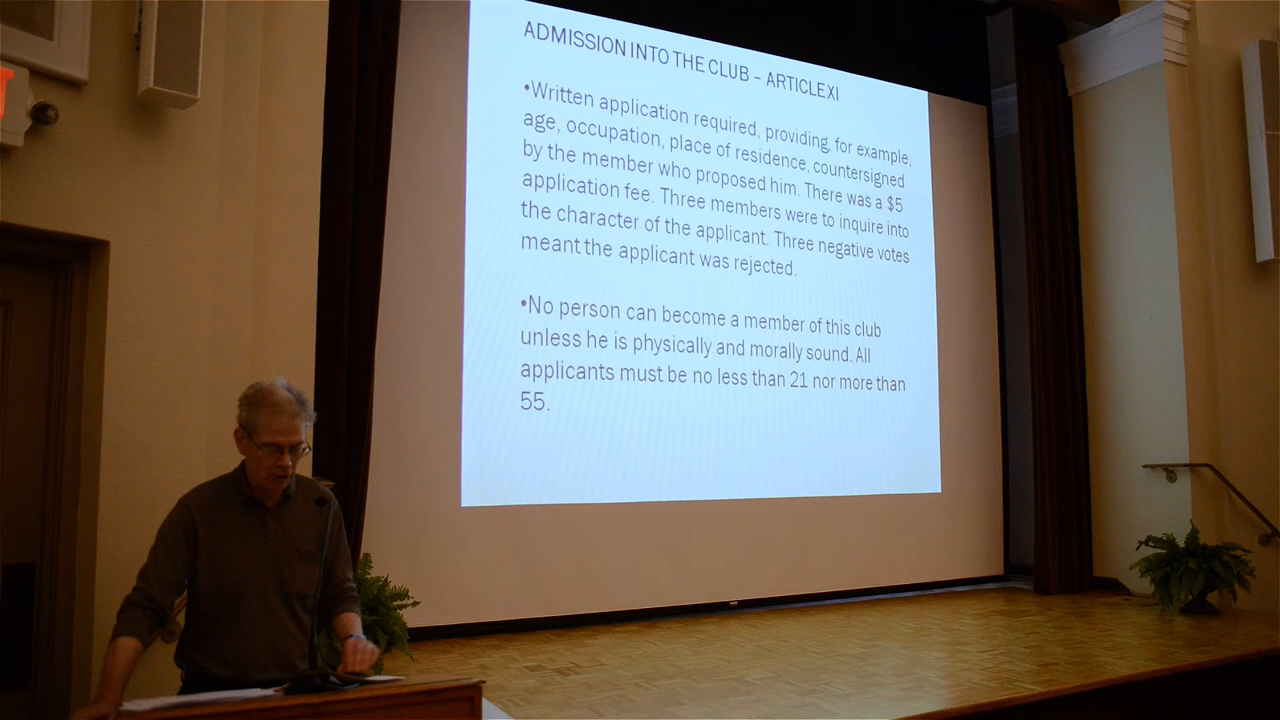 ADMISSION INTO THE CLUB – ARTICLE XI
•Written application required, providing, for example,
age, occupation, place of residence, countersigned
by the member who proposed him. There was a $5
application fee. Three members were to inquire into
the character of the applicant. Three negative votes
meant the applicant was rejected.
•No person can become a member of this club
unless he is physically and morally sound. All
applicants must be no less than 21 nor more than
55.